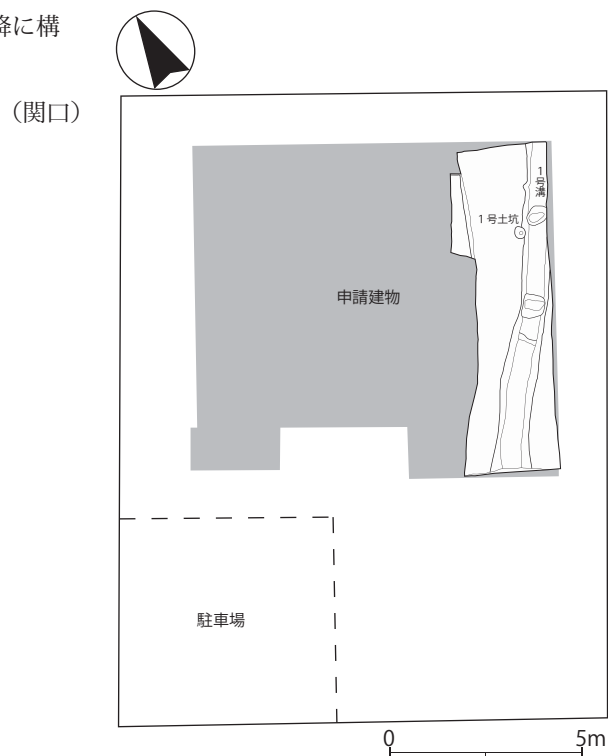 降に構
（関口）
1号溝
1号土坑
申請建物
駐車場
0 5m